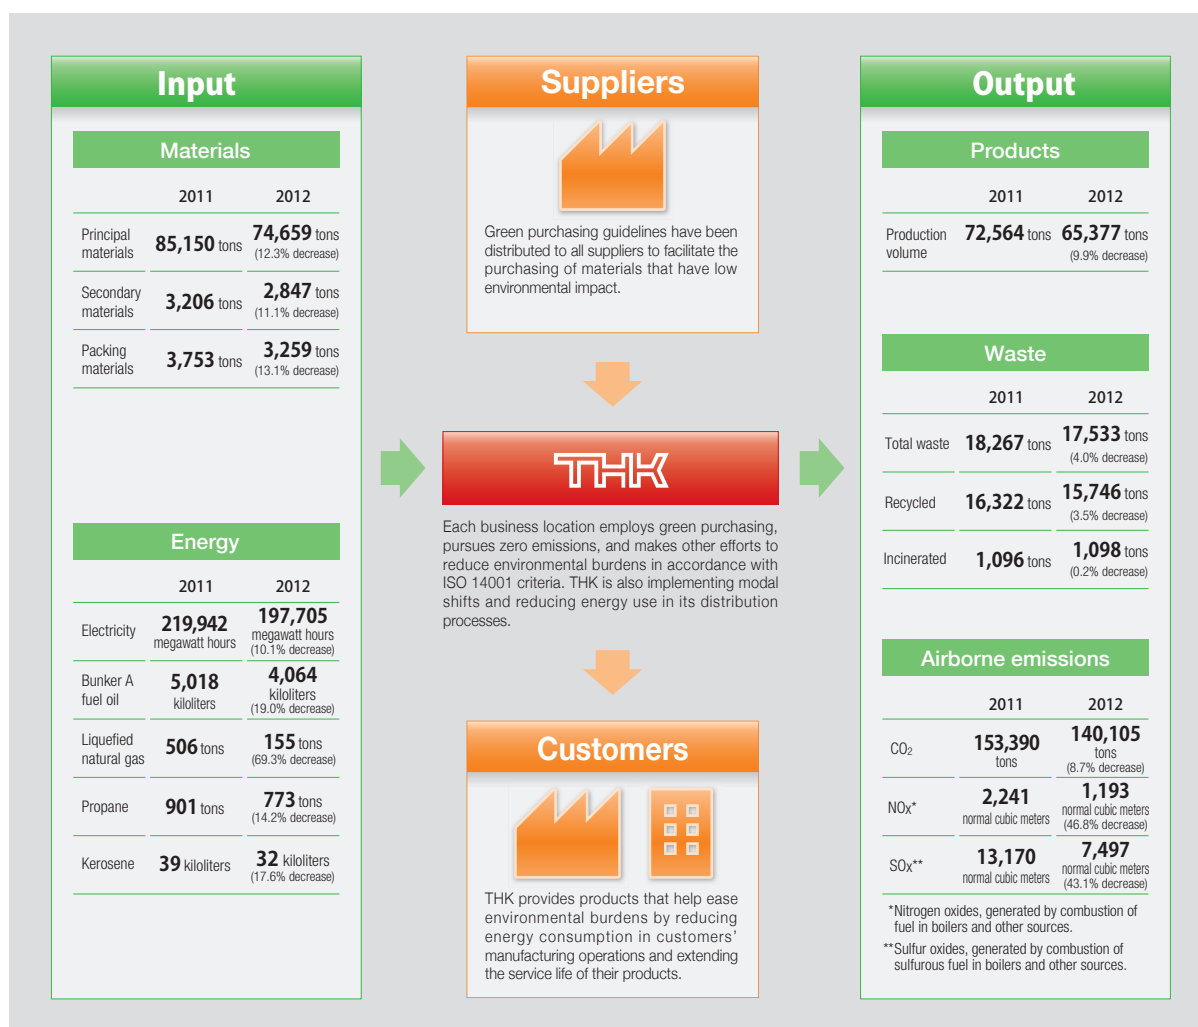 Input
Materials
2011 2012
Principal materials 85,150 tons 74,659 tons (12.3% decrease)
Secondary materials 3,206 tons 2,847 tons (11.1% decrease)
Packing materials 3,753 tons 3,259 tons (13.1% decrease)
Energy
2011 2012
Electricity 219,942 megawatt hours 197,705 megawatt hours (10.1% decrease)
Bunker A fuel oil 5,018 kiloliters 4,064 kiloliters (19.0% decrease)
Liquefied natural gas 506 tons 155 tons (69.3% decrease)
Propane 901 tons 773 tons (14.2% decrease)
Kerosene 39 kiloliters 32 kiloliters (17.6% decrease)
Suppliers
Green purchasing guidelines have been
distributed to all suppliers to facilitate the
purchasing of materials that have low
environmental impact.
THK
Each business location employs green purchasing,
pursues zero emissions, and makes other efforts to
reduce environmental burdens in accordance with
ISO 14001 criteria. THK is also implementing modal
shifts and reducing energy use in its distribution
processes.
Customers
THK provides products that help ease
environmental burdens by reducing
energy consumption in customers'
manufacturing operations and extending
the service life of their products.
Output
Products
2011 2012
Production volume 72,564 tons 65,377 tons (9.9% decrease)
Waste
2011 2012
Total waste 18,267 tons 17,533 tons (4.0% decrease)
Recycled 16,322 tons 15,746 tons (3.5% decrease)
Incinerated 1,096 tons 1,098 tons (0.2% decrease)
Airborne emissions
2011 2012
CO₂ 153,390 tons 140,105 tons (8.7% decrease)
NOx* 2,241 normal cubic meters 1,193 normal cubic meters (46.8% decrease)
SOx** 13,170 normal cubic meters 7,497 normal cubic meters (43.1% decrease)
*Nitrogen oxides, generated by combustion of
fuel in boilers and other sources.
**Sulfur oxides, generated by combustion of
sulfurous fuel in boilers and other sources.